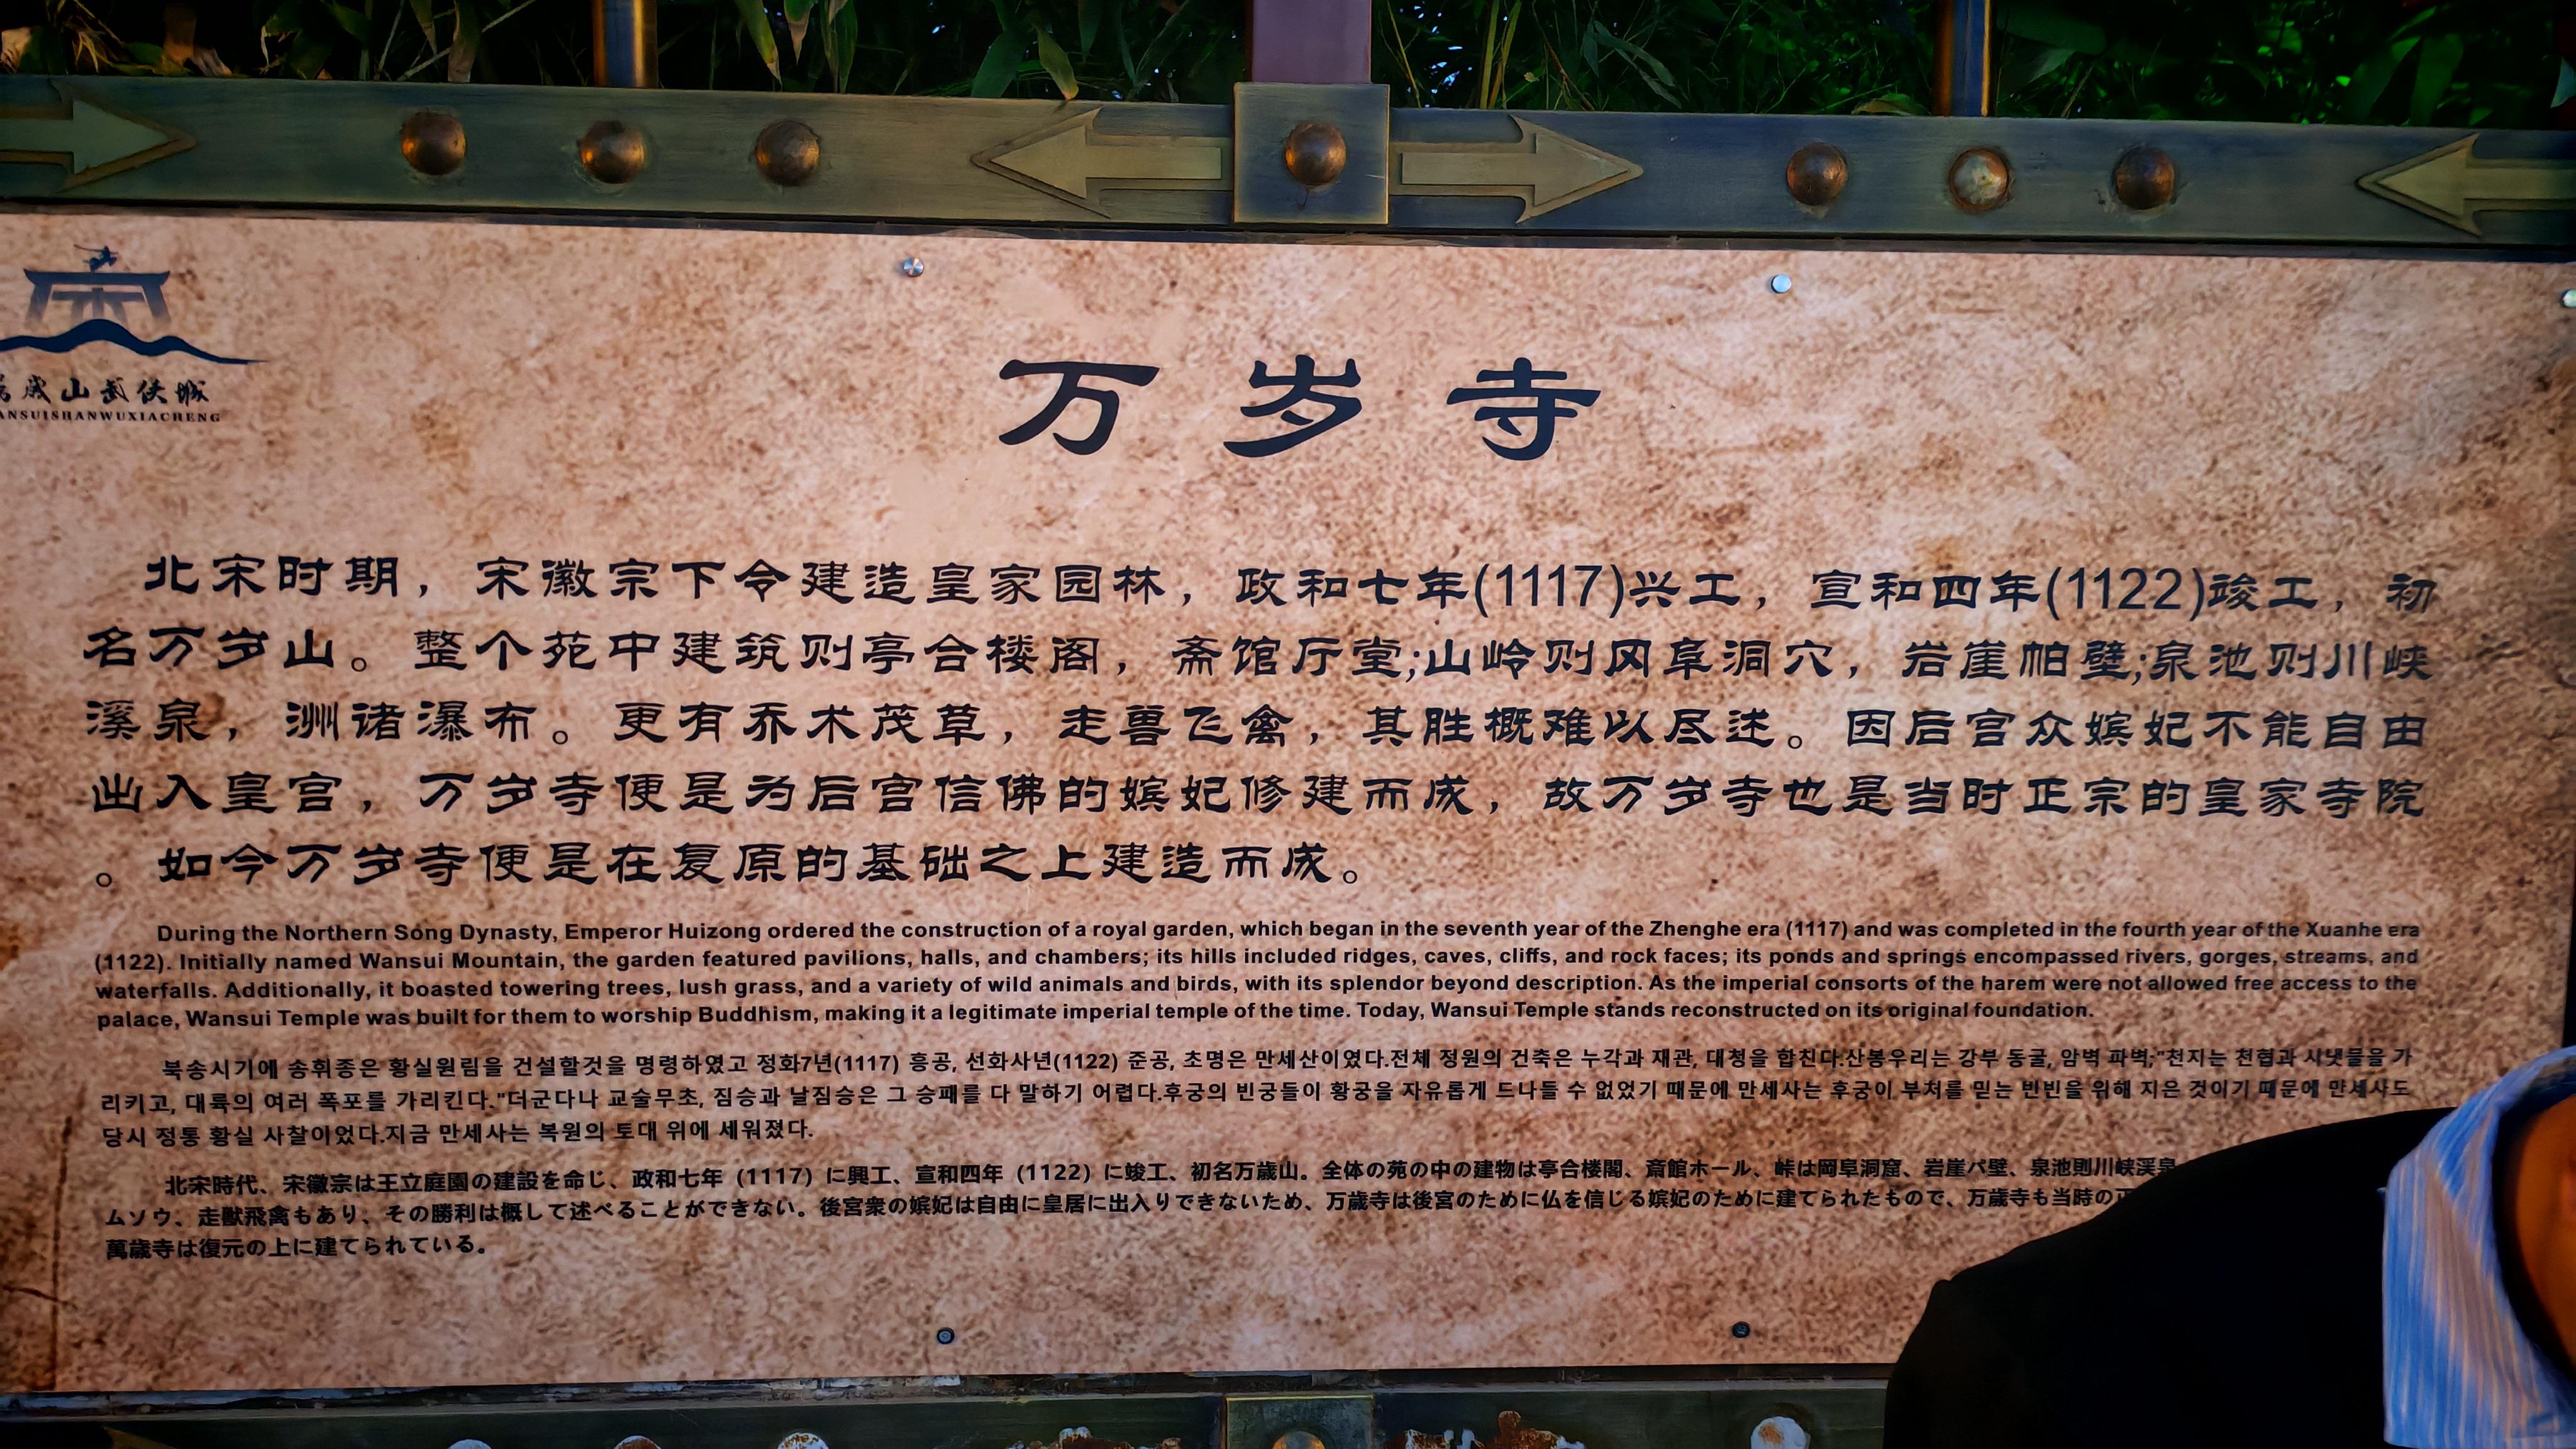 岁山武侠城
ANSUISHANWUXIACHENG
万岁寺
北宋时期，宋徽宗下令建造皇家园林，政和七年(1117)兴工，宣和四年(1122)竣工，初
名万岁山。整个苑中建筑则亭合楼阁，斋馆厅堂;山岭则冈阜洞穴，岩崖帕壁;泉池则川峡
溪泉，洲诸瀑布。更有乔术茂草，走兽飞禽，其胜概难以尽述。因后宫众嫔妃不能自由
出入皇宫，万岁寺便是为后宫信佛的嫔妃修建而成，故万岁寺也是当时正宗的皇家寺院
。如今万岁寺便是在复原的基础之上建造而成。
During the Northern Song Dynasty, Emperor Huizong ordered the construction of a royal garden, which began in the seventh year of the Zhenghe era (1117) and was completed in the fourth year of the Xuanhe era
(1122). Initially named Wansui Mountain, the garden featured pavilions, halls, and chambers; its hills included ridges, caves, cliffs, and rock faces; its ponds and springs encompassed rivers, gorges, streams, and
waterfalls. Additionally, it boasted towering trees, lush grass, and a variety of wild animals and birds, with its splendor beyond description. As the imperial consorts of the harem were not allowed free access to the
palace, Wansui Temple was built for them to worship Buddhism, making it a legitimate imperial temple of the time. Today, Wansui Temple stands reconstructed on its original foundation.
북송시기에 송휘종은 황실원림을 건설할것을 명령하였고 정화7년(1117) 흥공, 선화사년(1122) 준공, 초명은 만세산이였다.전체 정원의 건축은 누각과 재관, 대청을 합친다.산봉우리는 강부 동굴, 암벽 파벽;"천지는 천협과 시냇물을 가
리키고, 대륙의 여러 폭포를 가리킨다."더군다나 교술무초, 짐승과 날짐승은 그 승패를 다 말하기 어렵다.후궁의 빈궁들이 황궁을 자유롭게 드나들 수 없었기 때문에 만세사는 후궁이 부처를 믿는 빈빈을 위해 지은 것이기 때문에 만세사도
당시 정통 황실 사찰이었다.지금 만세사는 복원의 토대 위에 세워졌다.
北宋時代、宋徽宗は王立庭園の建設を命じ、政和七年（1117）に興工、宣和四年（1122）に竣工、初名万歳山。全体の苑の中の建物は亭合楼閣、斎館ホール、峠は岡阜洞窟、岩崖パ壁、泉池則川峡渓泉
ムソウ、走獣飛禽もあり、その勝利は概して述べることができない。後宮衆の嬪妃は自由に皇居に出入りできないため、万歳寺は後宮のために仏を信じる嬪妃のために建てられたもので、万歳寺も当時の正
萬歳寺は復元の上に建てられている。